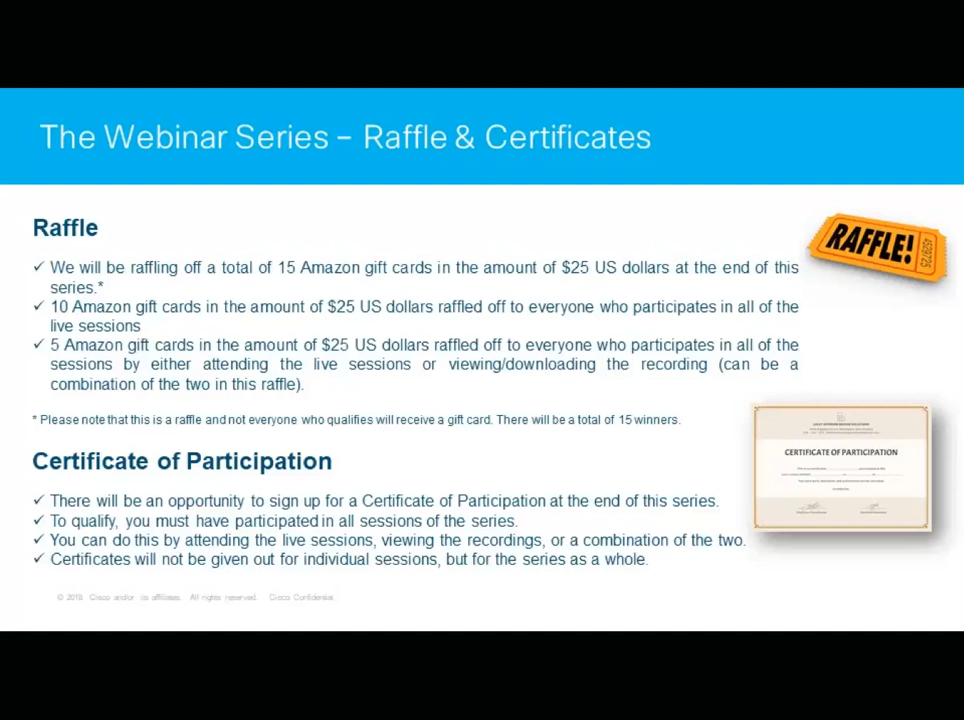 The Webinar Series – Raffle & Certificates
Raffle
RAFFLE!
✓ We will be raffling off a total of 15 Amazon gift cards in the amount of $25 US dollars at the end of this
series.*
✓ 10 Amazon gift cards in the amount of $25 US dollars raffled off to everyone who participates in all of the
live sessions
✓ 5 Amazon gift cards in the amount of $25 US dollars raffled off to everyone who participates in all of the
sessions by either attending the live sessions or viewing/downloading the recording (can be a
combination of the two in this raffle).
* Please note that this is a raffle and not everyone who qualifies will receive a gift card. There will be a total of 15 winners.
CERTIFICATE OF PARTICIPATION
Certificate of Participation
✓ There will be an opportunity to sign up for a Certificate of Participation at the end of this series.
✓ To qualify, you must have participated in all sessions of the series.
✓ You can do this by attending the live sessions, viewing the recordings, or a combination of the two.
✓ Certificates will not be given out for individual sessions, but for the series as a whole.
© 2018 Cisco and/or its affiliates. All rights reserved. Cisco Confidential